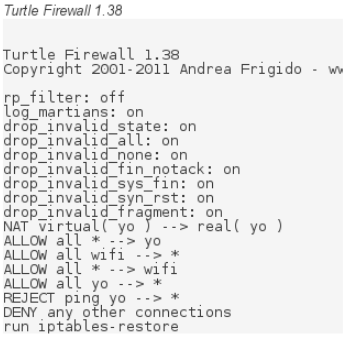 Turtle Firewall 1.38
Turtle Firewall 1.38
Copyright 2001-2011 Andrea Frigido - ww
rp_filter: off
log_martians: on
drop_invalid_state: on
drop_invalid_all: on
drop_invalid_none: on
drop_invalid_fin_notack: on
drop_invalid_sys_fin: on
drop_invalid_syn_rst: on
drop_invalid_fragment: on
NAT virtual( yo ) --> real( yo )
ALLOW all * --> yo
ALLOW all wifi --> *
ALLOW all * --> wifi
ALLOW all yo --> *
REJECT ping yo --> *
DENY any other connections
run iptables-restore